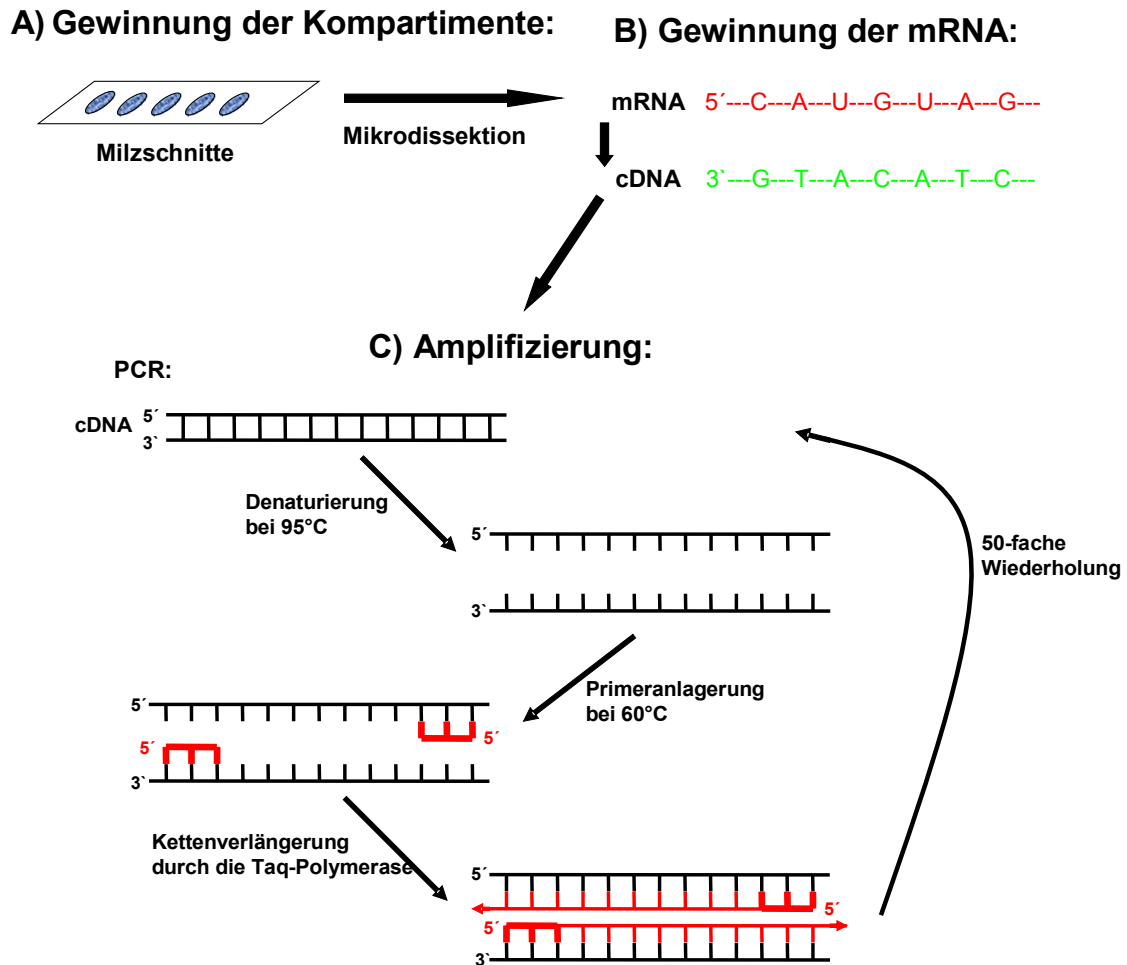 A) Gewinnung der Kompartimente:
B) Gewinnung der mRNA:
Milzschnitte
Mikrodissektion
mRNA 5´---C---A---U---G---U---A---G---
cDNA 3`---G---T---A---C---A---T---C---
C) Amplifizierung:
PCR:
cDNA
5´
3`
Denaturierung
bei 95°C
5´
3`
50-fache
Wiederholung
Primeranlagerung
bei 60°C
5´
5´
5´
3`
Kettenverlängerung
durch die Taq-Polymerase
5´
5´
5´
3`